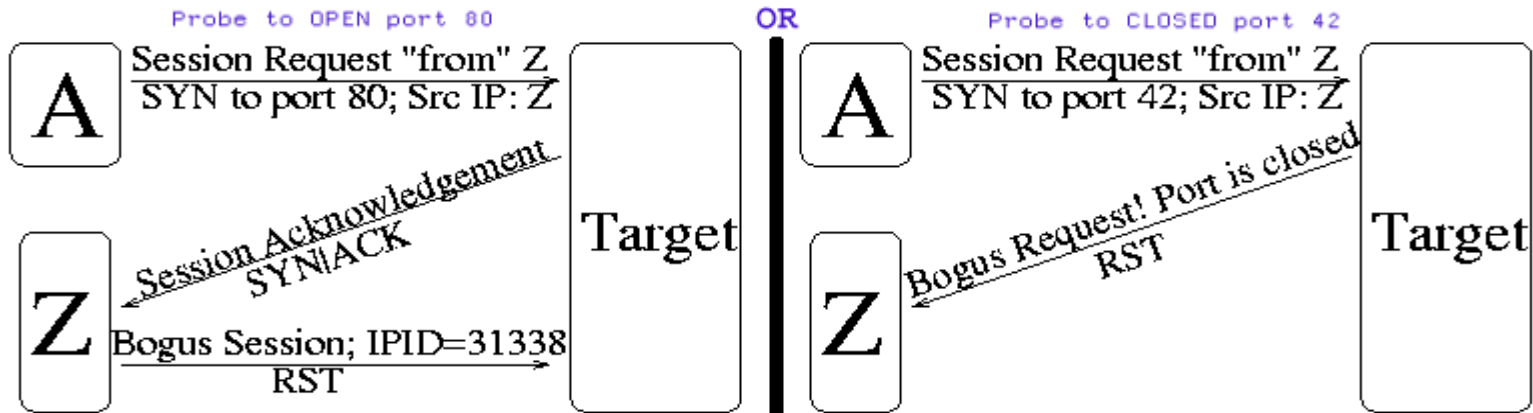 Probe to OPEN port 80
A
Session Request "from" Z
SYN to port 80; Src IP: Z
Session Acknowledgement
SYN|ACK
Target
Z
Bogus Session; IPID=31338
RST
OR
Probe to CLOSED port 42
A
Session Request "from" Z
SYN to port 42; Src IP: Z
Bogus Request! Port is closed
RST
Target
Z